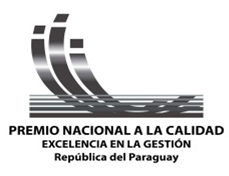 PREMIO NACIONAL A LA CALIDAD
EXCELENCIA EN LA GESTIÓN
República del Paraguay